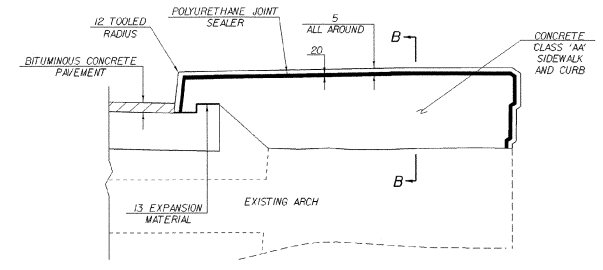 12 TOOLED
RADIUS
POLYURETHANE JOINT
SEALER
5
ALL AROUND
20
B
CONCRETE
CLASS 'AA'
SIDEWALK
AND CURB
BITUMINOUS CONCRETE
PAVEMENT
B
13 EXPANSION
MATERIAL
EXISTING ARCH